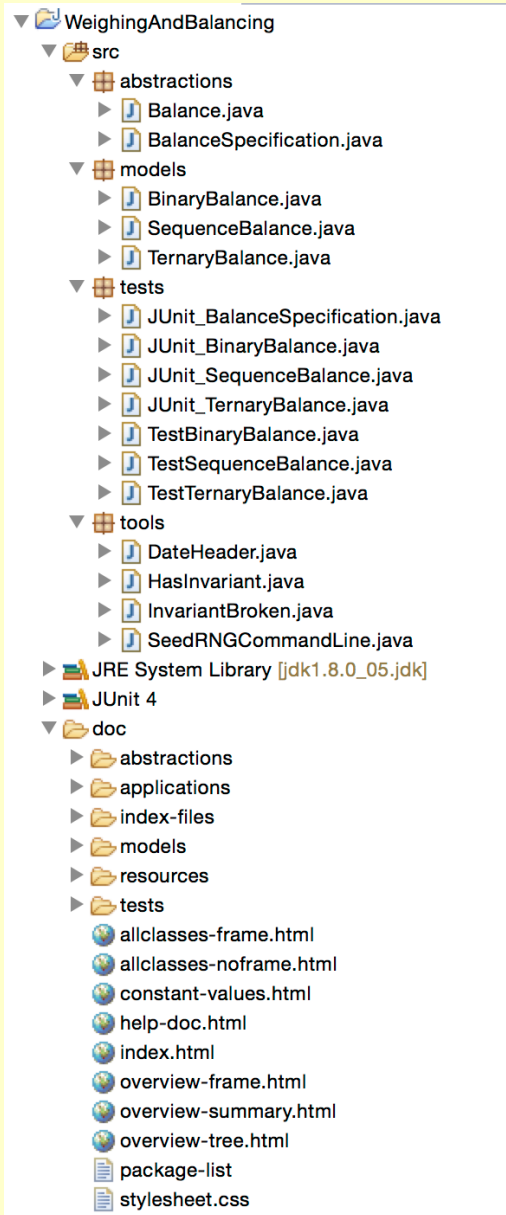 WeighingAndBalancing
src
abstractions
Balance.java
BalanceSpecification.java
models
BinaryBalance.java
SequenceBalance.java
TernaryBalance.java
tests
JUnit_BalanceSpecification.java
JUnit_BinaryBalance.java
JUnit_SequenceBalance.java
JUnit_TernaryBalance.java
TestBinaryBalance.java
TestSequenceBalance.java
TestTernaryBalance.java
tools
DateHeader.java
HasInvariant.java
InvariantBroken.java
SeedRNGCommandLine.java
JRE System Library [jdk1.8.0_05.jdk]
JUnit 4
doc
abstractions
applications
index-files
models
resources
tests
allclasses-frame.html
allclasses-noframe.html
constant-values.html
help-doc.html
index.html
overview-frame.html
overview-summary.html
overview-tree.html
package-list
stylesheet.css